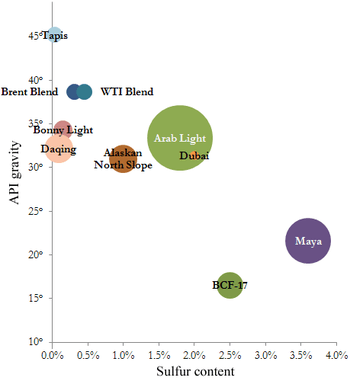 45°
Tapis
40°
Brent Blend
WTI Blend
35°
Bonny Light
Arab Light
Daqing
Alaskan
North Slope
Dubai
30°
25°
Maya
20°
BCF-17
15°
10°
API gravity
0.0%
0.5%
1.0%
1.5%
2.0%
2.5%
3.0%
3.5%
4.0%
Sulfur content